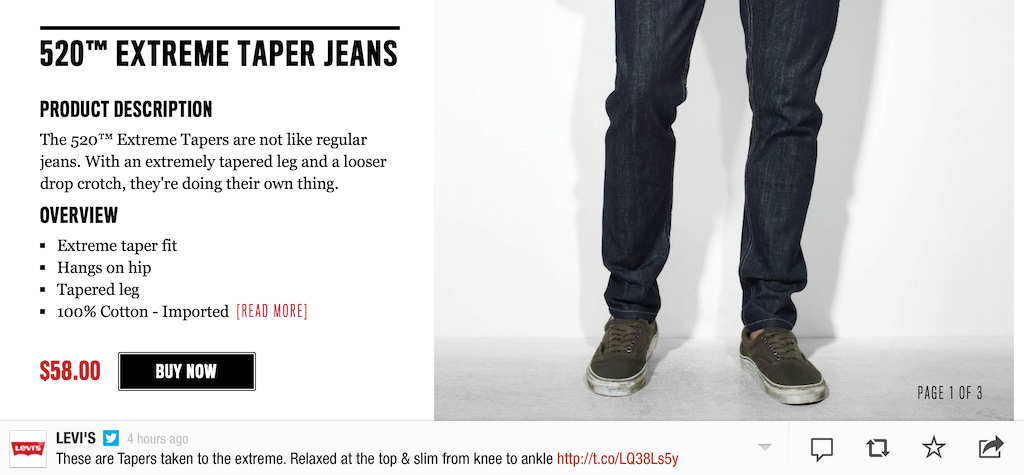 520™ EXTREME TAPER JEANS
PRODUCT DESCRIPTION
The 520™ Extreme Tapers are not like regular
jeans. With an extremely tapered leg and a looser
drop crotch, they're doing their own thing.
OVERVIEW
▪ Extreme taper fit
▪ Hangs on hip
▪ Tapered leg
▪ 100% Cotton - Imported [READ MORE]
$58.00 BUY NOW
PAGE 1 OF 3
LEVI'S 4 hours ago
Levi's
These are Tapers taken to the extreme. Relaxed at the top & slim from knee to ankle http://t.co/LQ38Ls5y